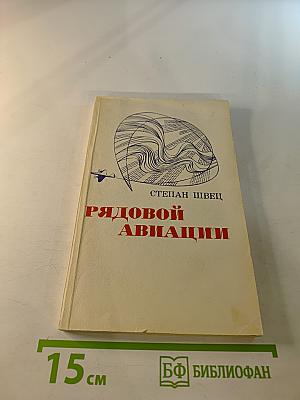 СТЕПАН ШВЕЦ
РЯДОВОЙ
АВИАЦИИ
15 см
БФ БИБЛИОФАН